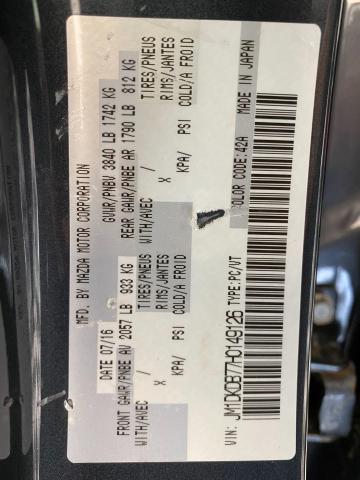 MFD. BY MAZDA MOTOR CORPORATION
DATE 07/16 GVWR/PNBV 3840 LB 1742 KG
FRONT GAWR/PNBE AV 2057 LB 933 KG REAR GAWR/PNBE AR 1790 LB 812 KG
WITH/AVEC TIRES/PNEUS WITH/AVEC TIRES/PNEUS
X RIMS/JANTES X RIMS/JANTES
KPA/ PSI COLD/A FROID KPA/ PSI COLD/A FROID
VIN: JM1DKDB77H0149126 TYPE:PC/VT COLOR CODE:42A MADE IN JAPAN